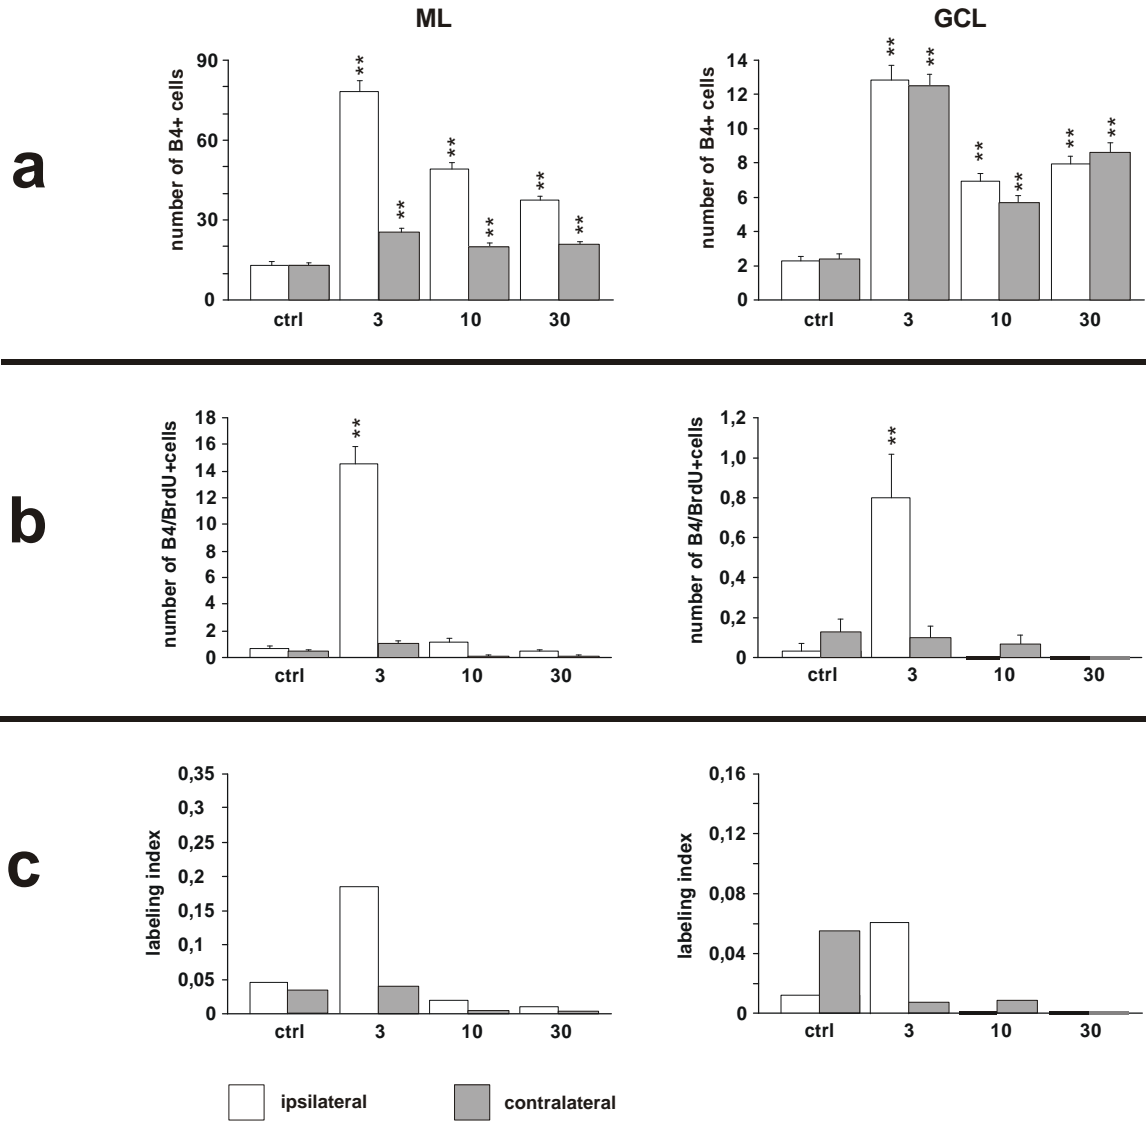 ML
GCL
a
number of B4+ cells
90
60
30
0
**
**
**
**
**
**
ctrl 3 10 30
number of B4+ cells
14
12
10
8
6
4
2
0
**
**
**
**
**
**
ctrl 3 10 30
b
number of B4/BrdU+cells
18
16
14
12
10
8
6
4
2
0
**
ctrl 3 10 30
number of B4/BrdU+cells
1,2
1,0
0,8
0,6
0,4
0,2
0
**
ctrl 3 10 30
c
labeling index
0,35
0,3
0,25
0,2
0,15
0,1
0,05
0
ctrl 3 10 30
labeling index
0,16
0,12
0,08
0,04
0
ctrl 3 10 30
ipsilateral
contralateral